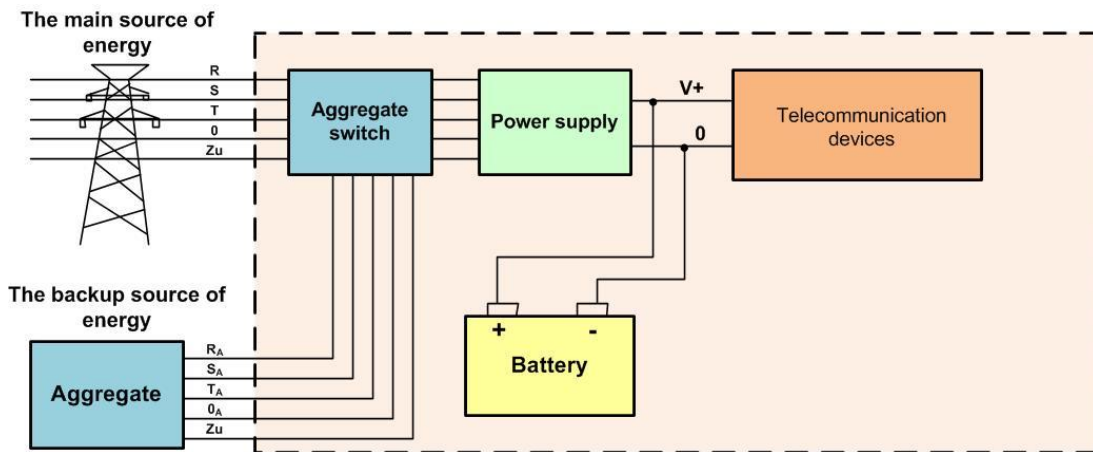 The main source of
energy
R
S
T
0
Zu
Aggregate
switch
Power supply
V+
0
Telecommunication
devices
The backup source of
energy
Aggregate
RA
SA
TA
0A
Zu
+ -
Battery